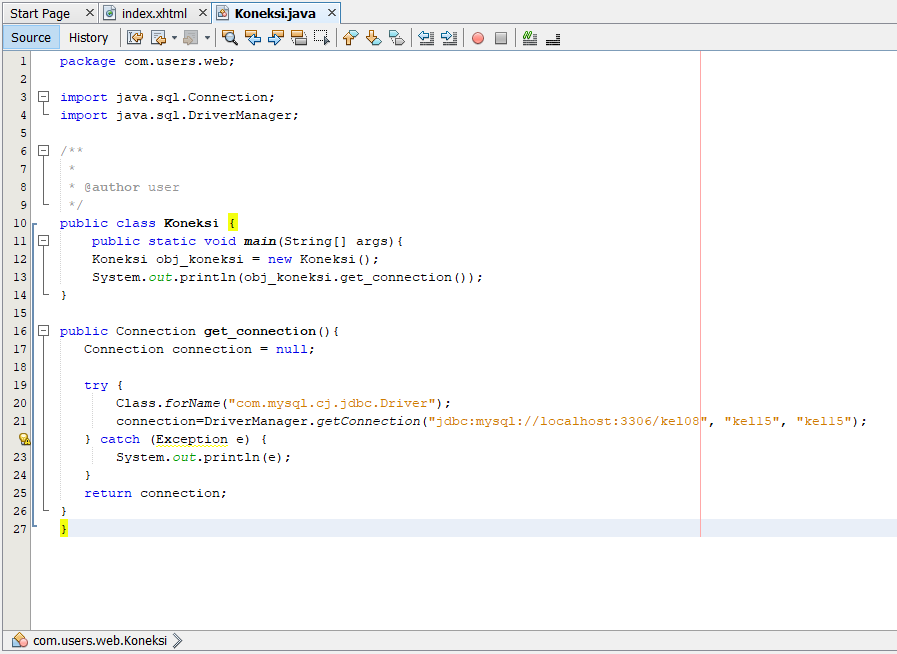 Start Page index.xhtml Koneksi.java
Source History
1 package com.users.web;
2
3 import java.sql.Connection;
4 import java.sql.DriverManager;
5
6 /**
7 *
8 * @author user
9 */
10 public class Koneksi {
11 public static void main(String[] args){
12 Koneksi obj_koneksi = new Koneksi();
13 System.out.println(obj_koneksi.get_connection());
14 }
15
16 public Connection get_connection(){
17 Connection connection = null;
18
19 try {
20 Class.forName("com.mysql.cj.jdbc.Driver");
21 connection=DriverManager.getConnection("jdbc:mysql://localhost:3306/kel08", "kel15", "kel15");
} catch (Exception e) {
23 System.out.println(e);
24 }
25 return connection;
26 }
27 }
com.users.web.Koneksi